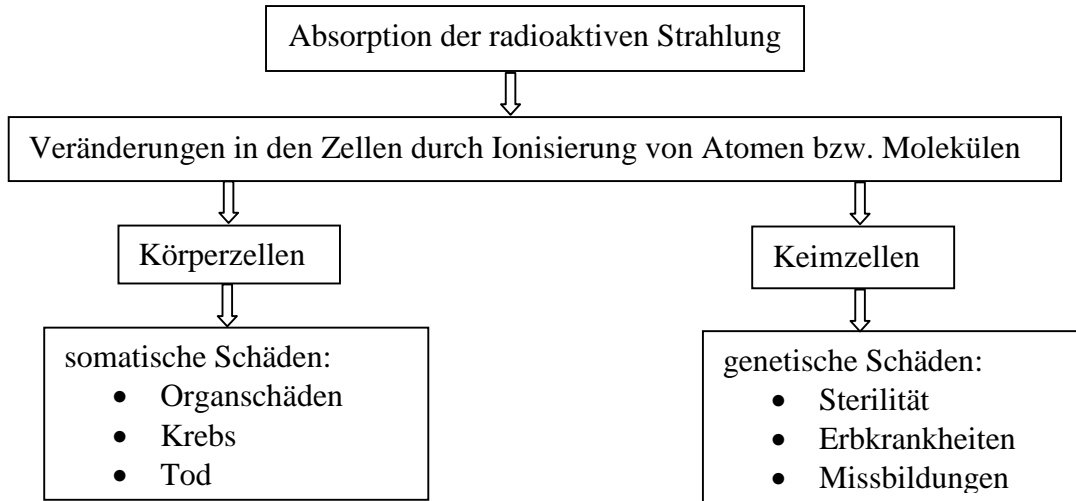 Absorption der radioaktiven Strahlung
Veränderungen in den Zellen durch Ionisierung von Atomen bzw. Molekülen
Körperzellen
Keimzellen
somatische Schäden:
• Organschäden
• Krebs
• Tod
genetische Schäden:
• Sterilität
• Erbkrankheiten
• Missbildungen